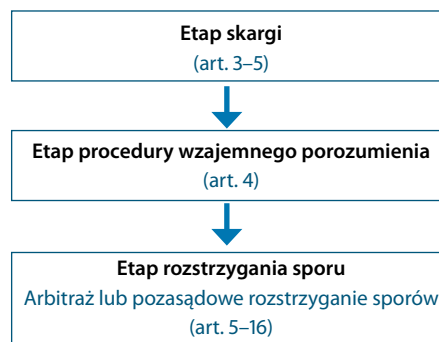 Etap skargi
(art. 3–5)
Etap procedury wzajemnego porozumienia
(art. 4)
Etap rozstrzygania sporu
Arbitraż lub pozasądowe rozstrzyganie sporów
(art. 5–16)